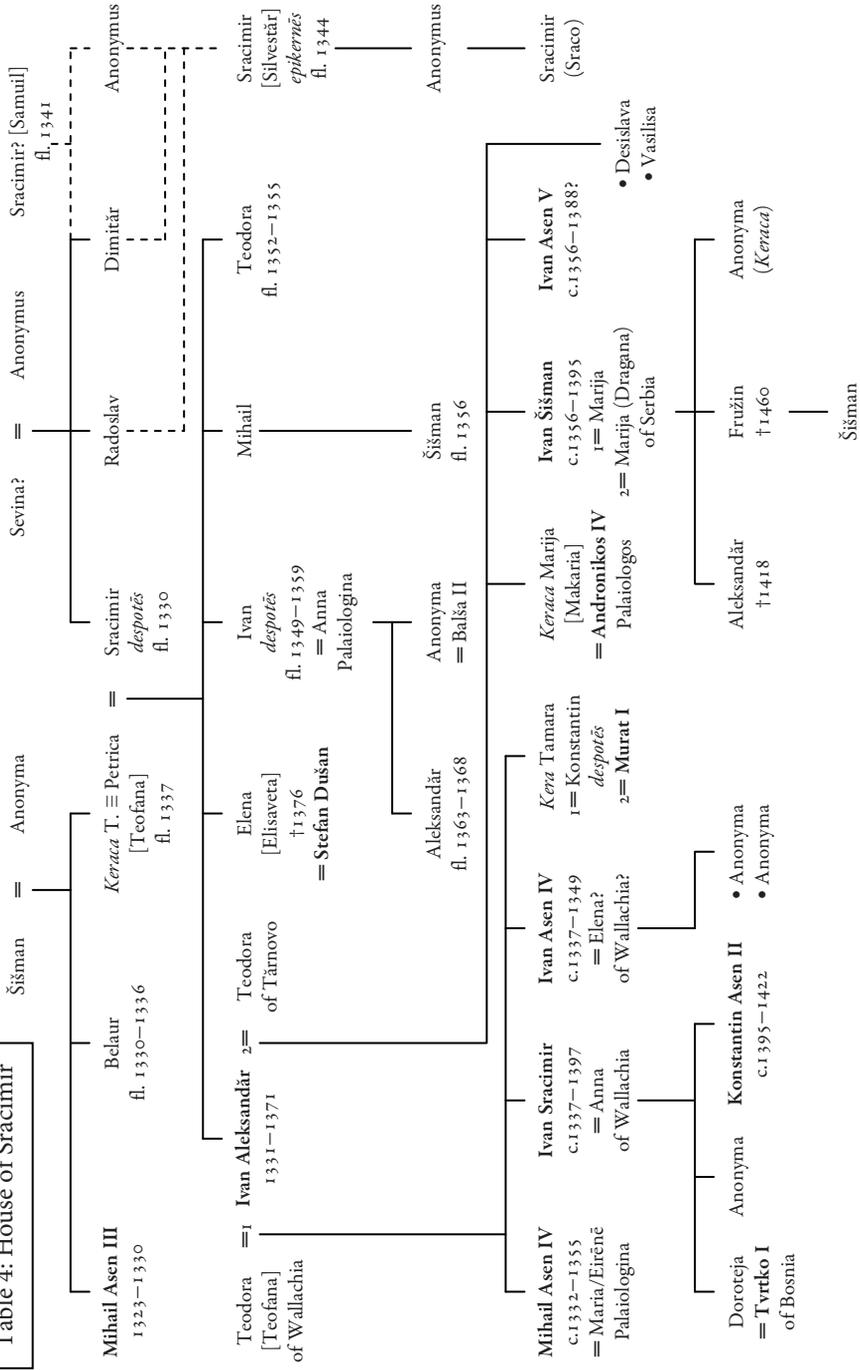 Table 4: House of Sracimir
Šišman = Anonyma
Sevina? = Anonymus
Sracimir? [Samuil]
fl. 1341
Mihail Asen III
1323–1330
Belaur
fl. 1330–1336
Keraca T. ≡ Petrica
[Teofana]
fl. 1337
=
Sracimir
despotēs
fl. 1330
Radoslav
Dimităr
Anonymus
Teodora
[Teofana]
of Wallachia
=1
Ivan Aleksandăr
1331–1371
2=
Teodora
of Tărnovo
Elena
[Elisaveta]
†1376
= Stefan Dušan
Ivan
despotēs
fl. 1349–1359
= Anna
Palaiologina
Mihail
Teodora
fl. 1352–1355
Sracimir
[Silvestăr]
epikernēs
fl. 1344
Aleksandăr
fl. 1363–1368
Anonyma
= Balša II
Šišman
fl. 1356
Anonymus
Mihail Asen IV
c.1332–1355
= Maria/Eirēnē
Palaiologina
Ivan Sracimir
c.1337–1397
= Anna
of Wallachia
Ivan Asen IV
c.1337–1349
= Elena?
of Wallachia?
Kera Tamara
1= Konstantin
despotēs
2= Murat I
Keraca Marija
[Makaria]
= Andronikos IV
Palaiologos
Ivan Šišman
c.1356–1395
1= Marija
2= Marija (Dragana)
of Serbia
Ivan Asen V
c.1356–1388?
• Desislava
• Vasilisa
Sracimir
(Sraco)
Doroteja
= Tvrtko I
of Bosnia
Anonyma
Konstantin Asen II
c.1395–1422
• Anonyma
• Anonyma
Aleksandăr
†1418
Fružin
†1460
Anonyma
(Keraca)
Šišman